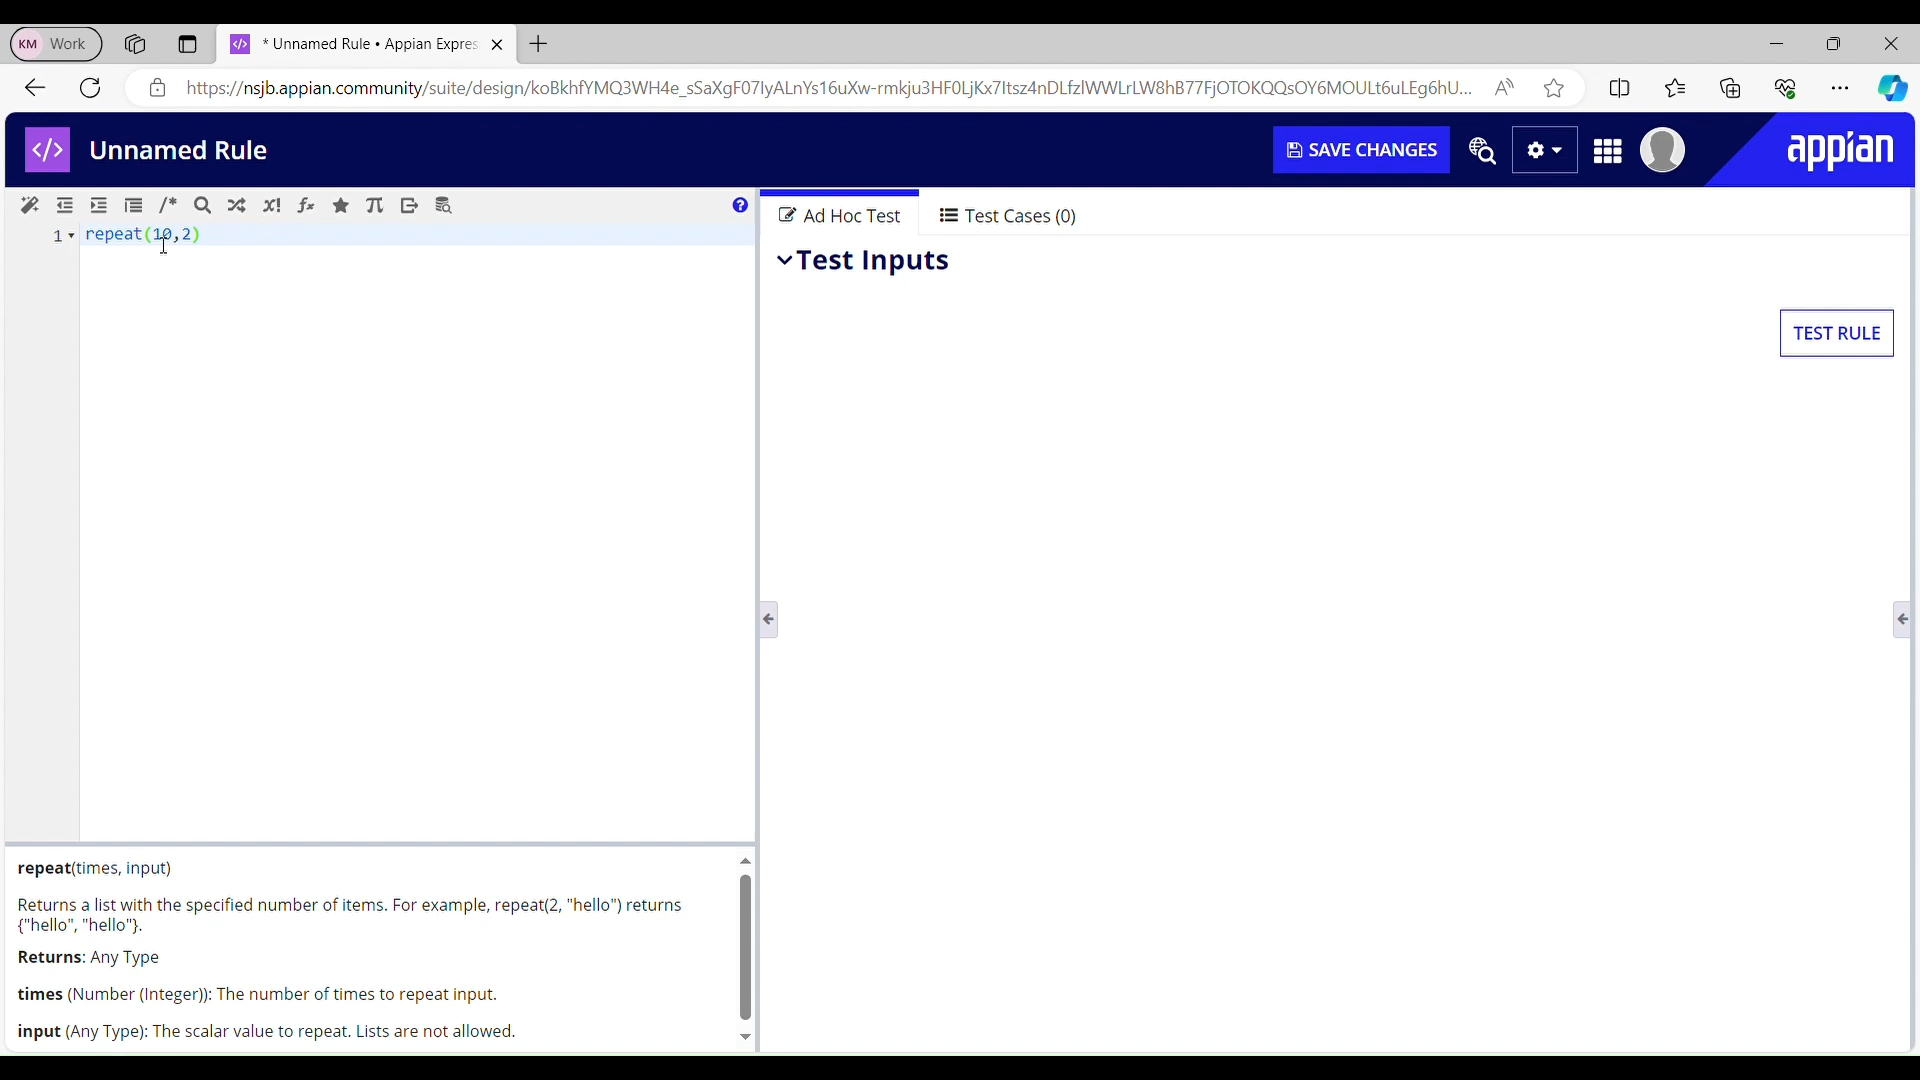 KM Work
* Unnamed Rule • Appian Expres
https://nsjb.appian.community/suite/design/koBkhfYMQ3WH4e_sSaXgF07IyALnYs16uXw-rmkju3HF0LjKx7Itsz4nDLfzlWWLrLW8hB77FjOTOKQQsOY6MOULt6uLEg6hU...
Unnamed Rule
SAVE CHANGES
appian
1
repeat(10,2)
Ad Hoc Test
Test Cases (0)
Test Inputs
TEST RULE
repeat(times, input)
Returns a list with the specified number of items. For example, repeat(2, "hello") returns
{"hello", "hello"}.
Returns: Any Type
times (Number (Integer)): The number of times to repeat input.
input (Any Type): The scalar value to repeat. Lists are not allowed.